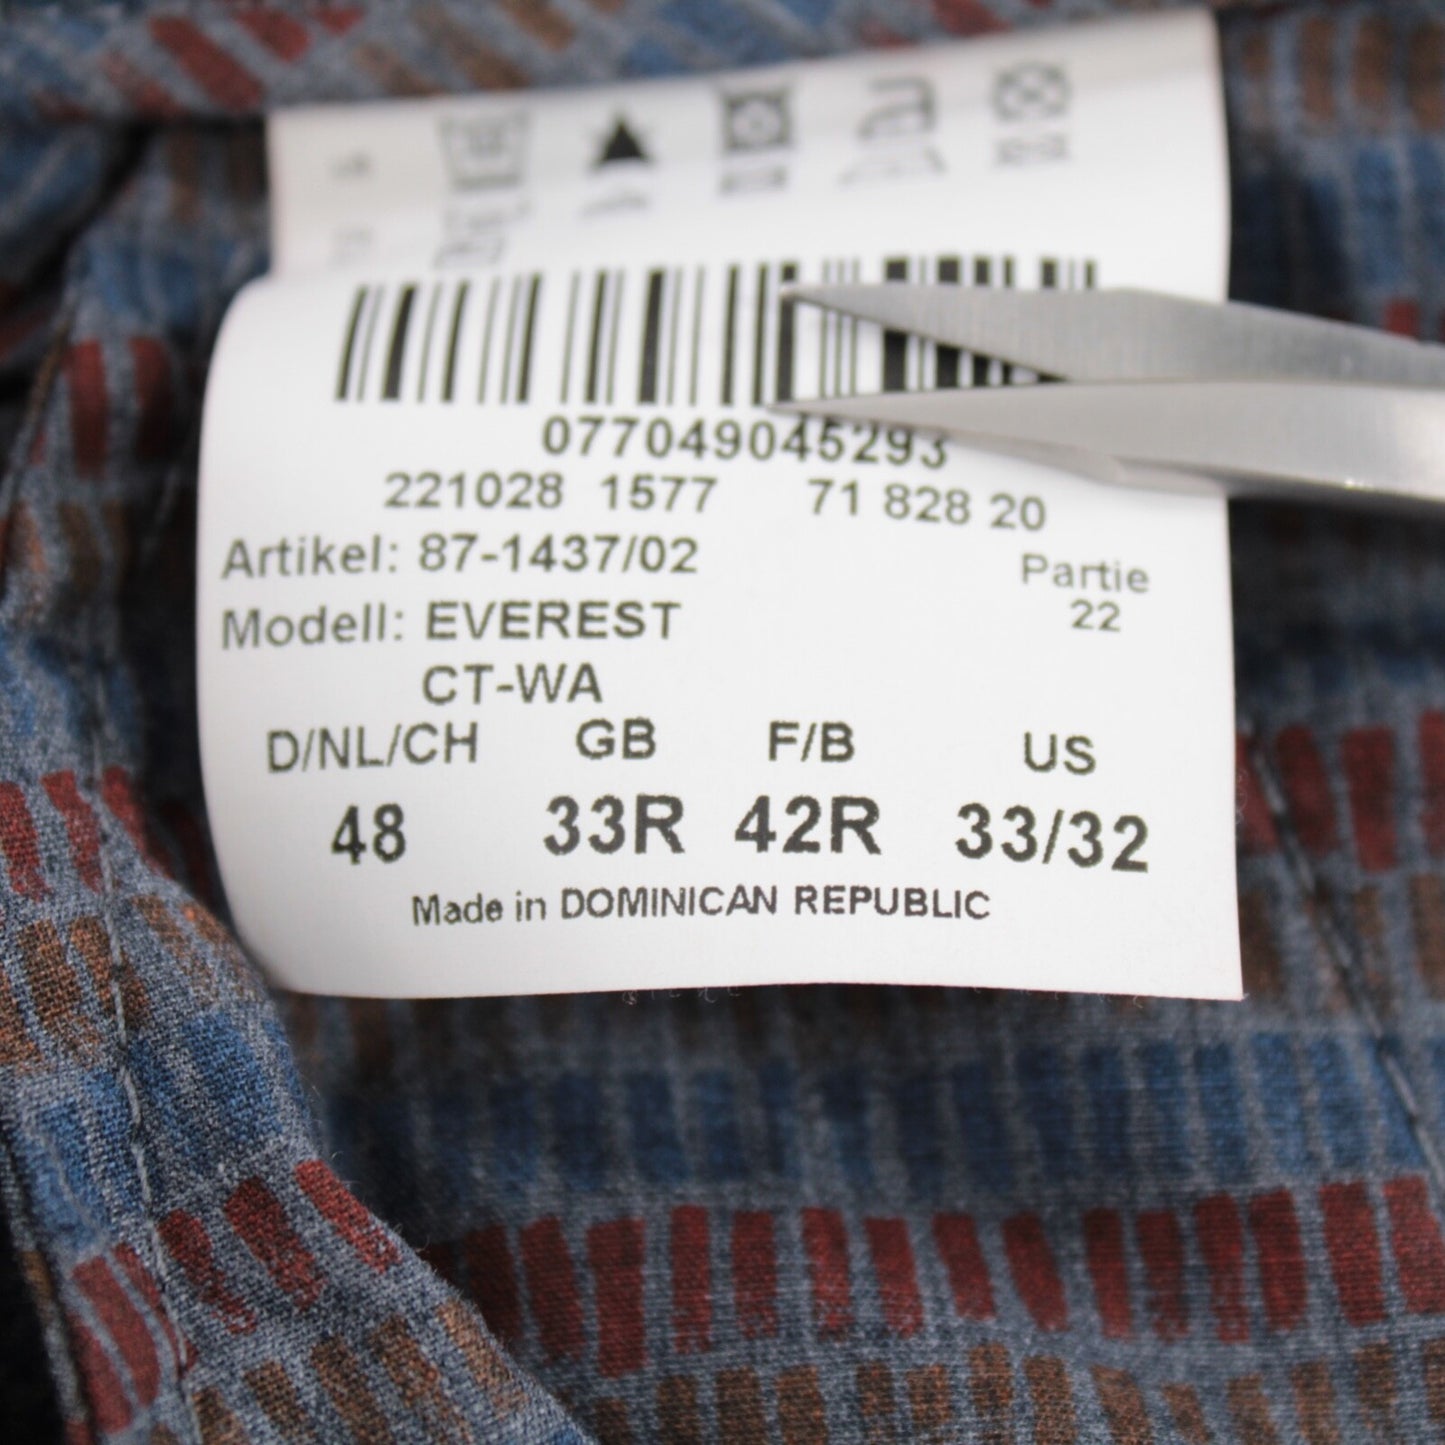 077049045293
221028 1577 71 828 20
Artikel: 87-1437/02
Partie
22
Modell: EVEREST
CT-WA
D/NL/CH GB F/B US
48 33R 42R 33/32
Made in DOMINICAN REPUBLIC